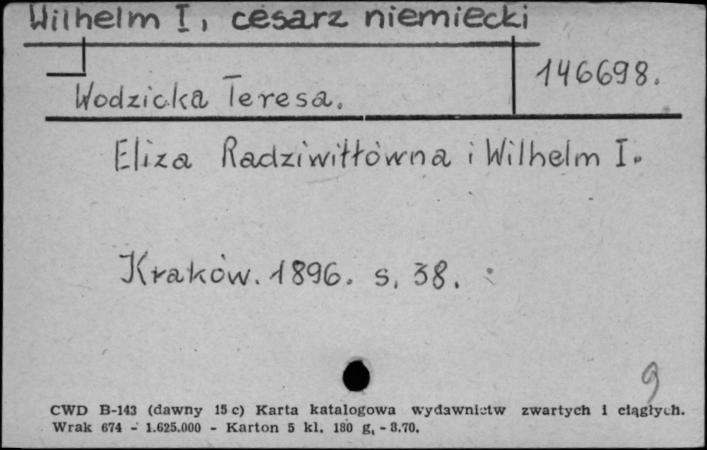 Wilhelm I, cesarz niemiecki
146698.
Wodzicka Teresa.
Eliza Radziwiłłówna i Wilhelm I.
Kraków. 1896. s. 38.
9
CWD B-143 (dawny 15 c) Karta katalogowa wydawnictw zwartych i ciągłych.
Wrak 674 - 1.625.000 - Karton 5 kl. 180 g. - 3.70.